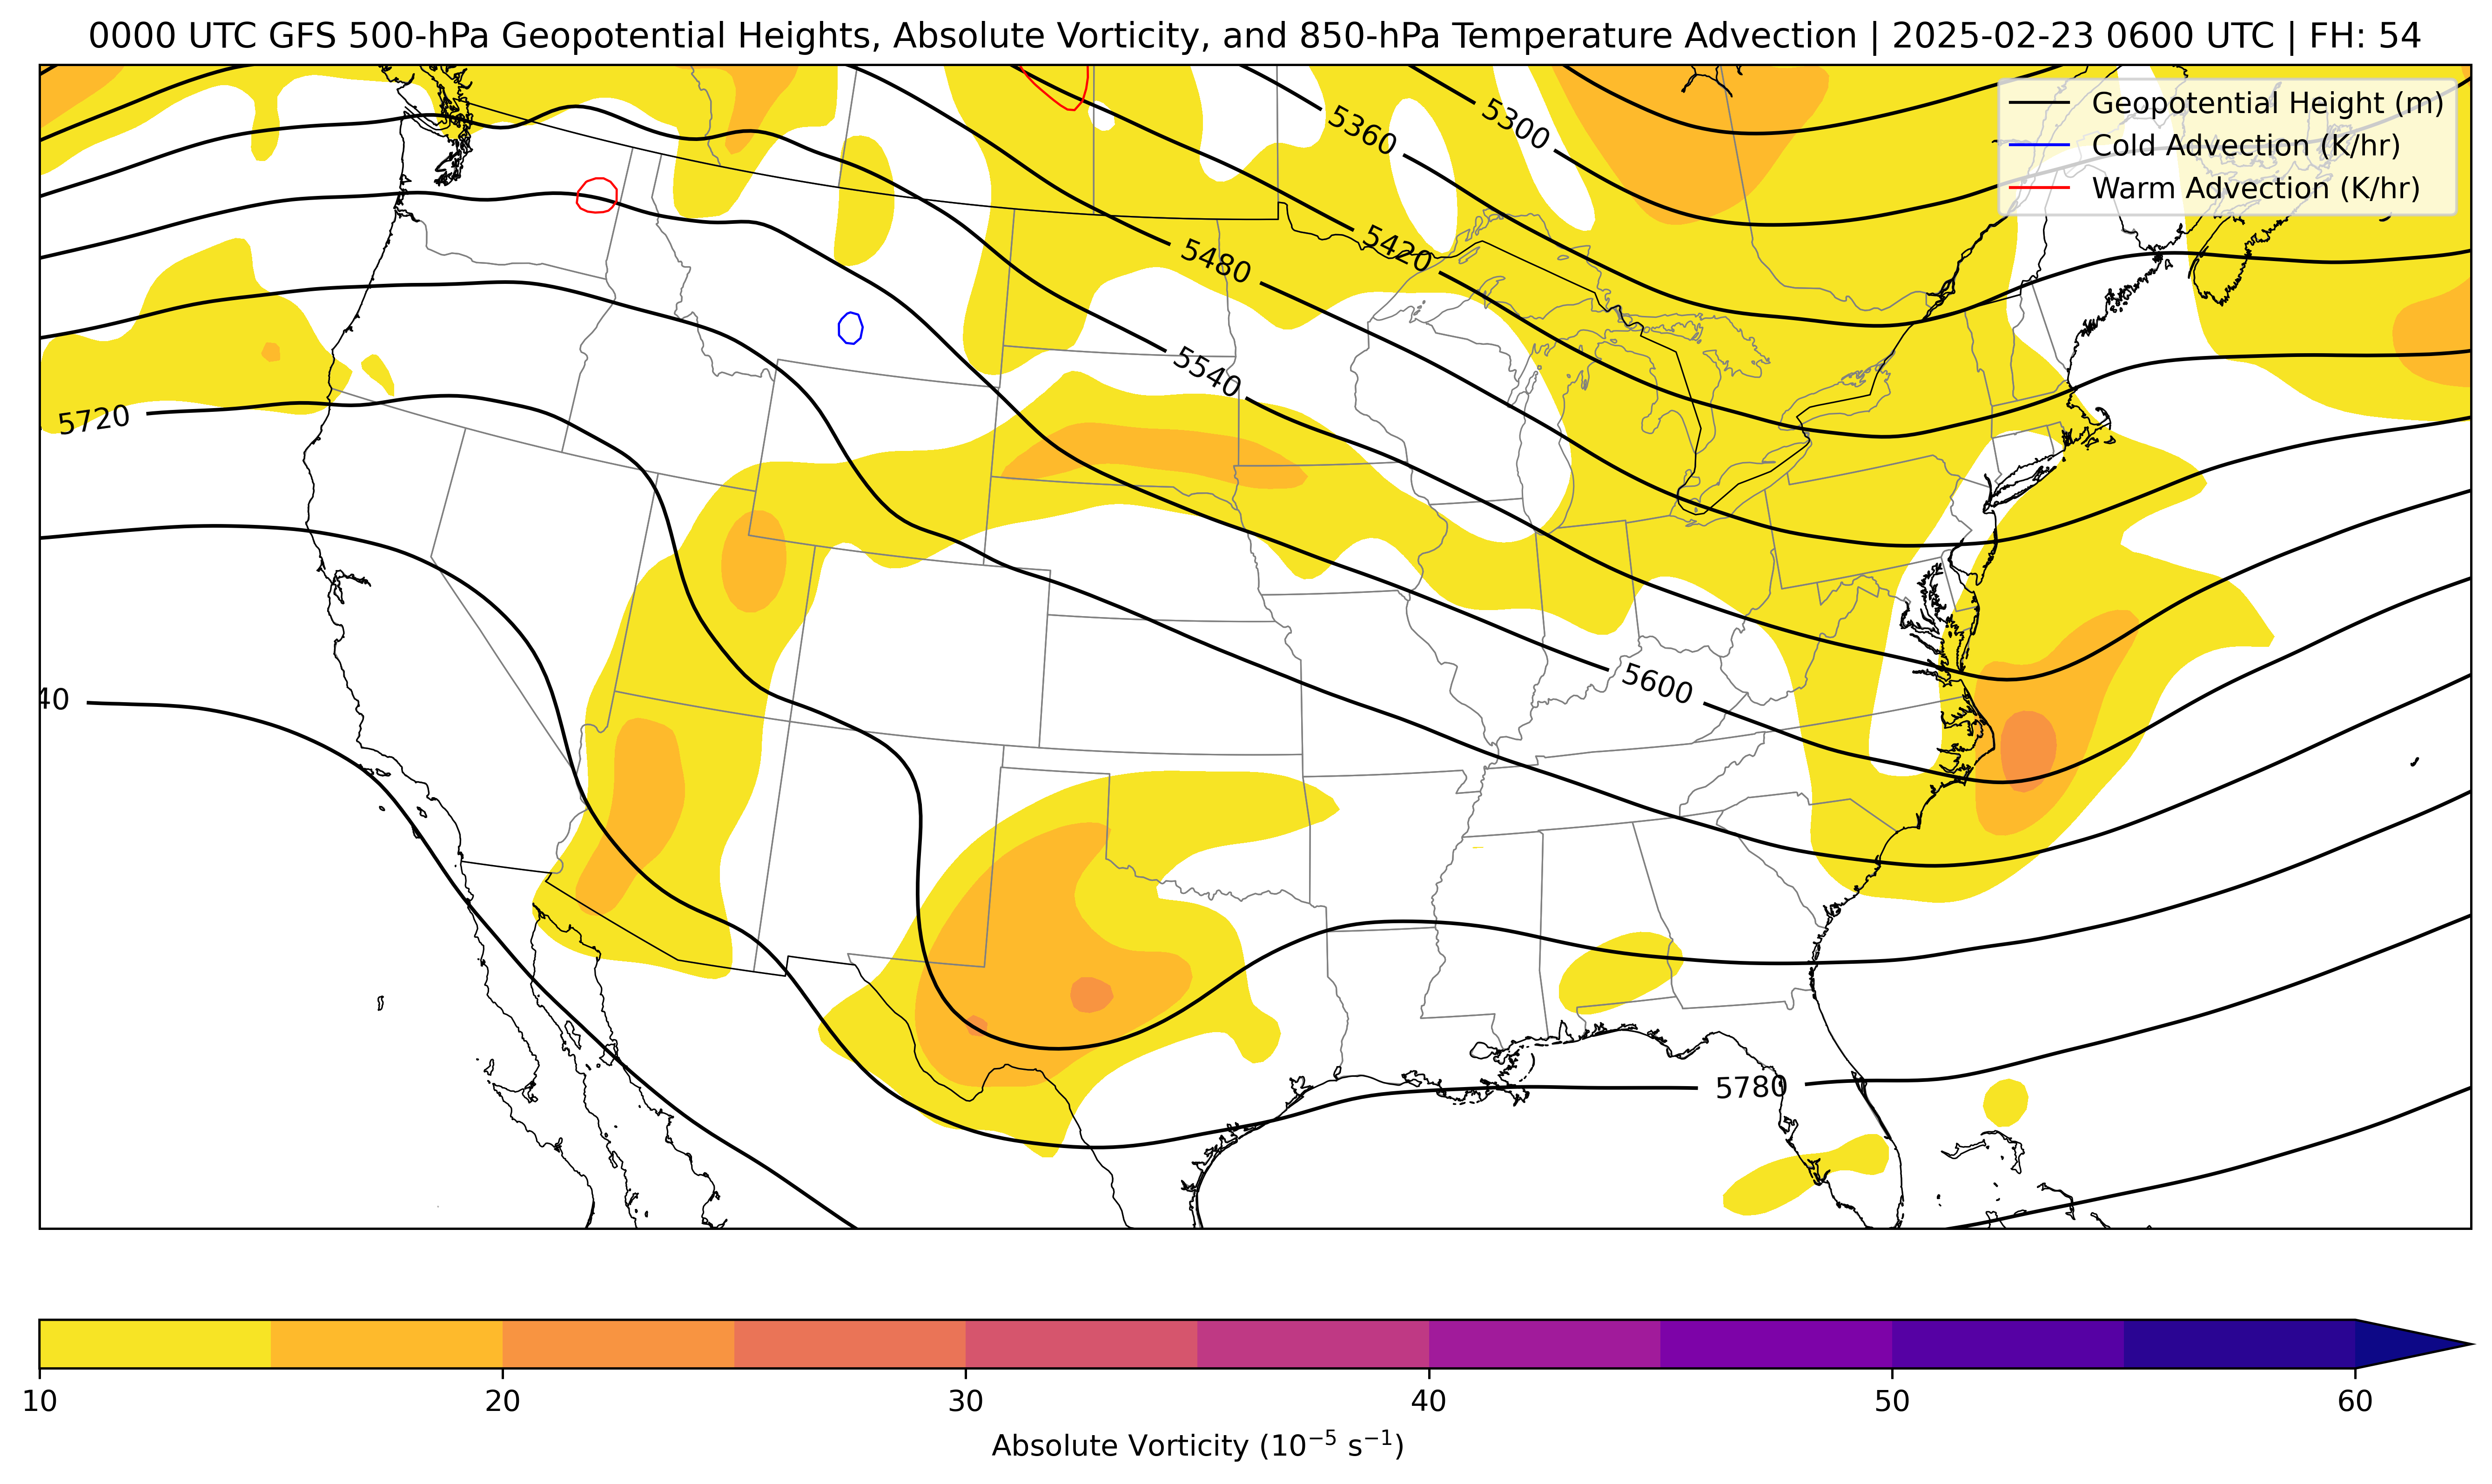 0000 UTC GFS 500-hPa Geopotential Heights, Absolute Vorticity, and 850-hPa Temperature Advection | 2025-02-23 0600 UTC | FH: 54
Geopotential Height (m)
Cold Advection (K/hr)
Warm Advection (K/hr)
5300
5360
5420
5480
5540
5720
5600
40
5780
10 20 30 40 50 60
Absolute Vorticity (10⁻⁵ s⁻¹)